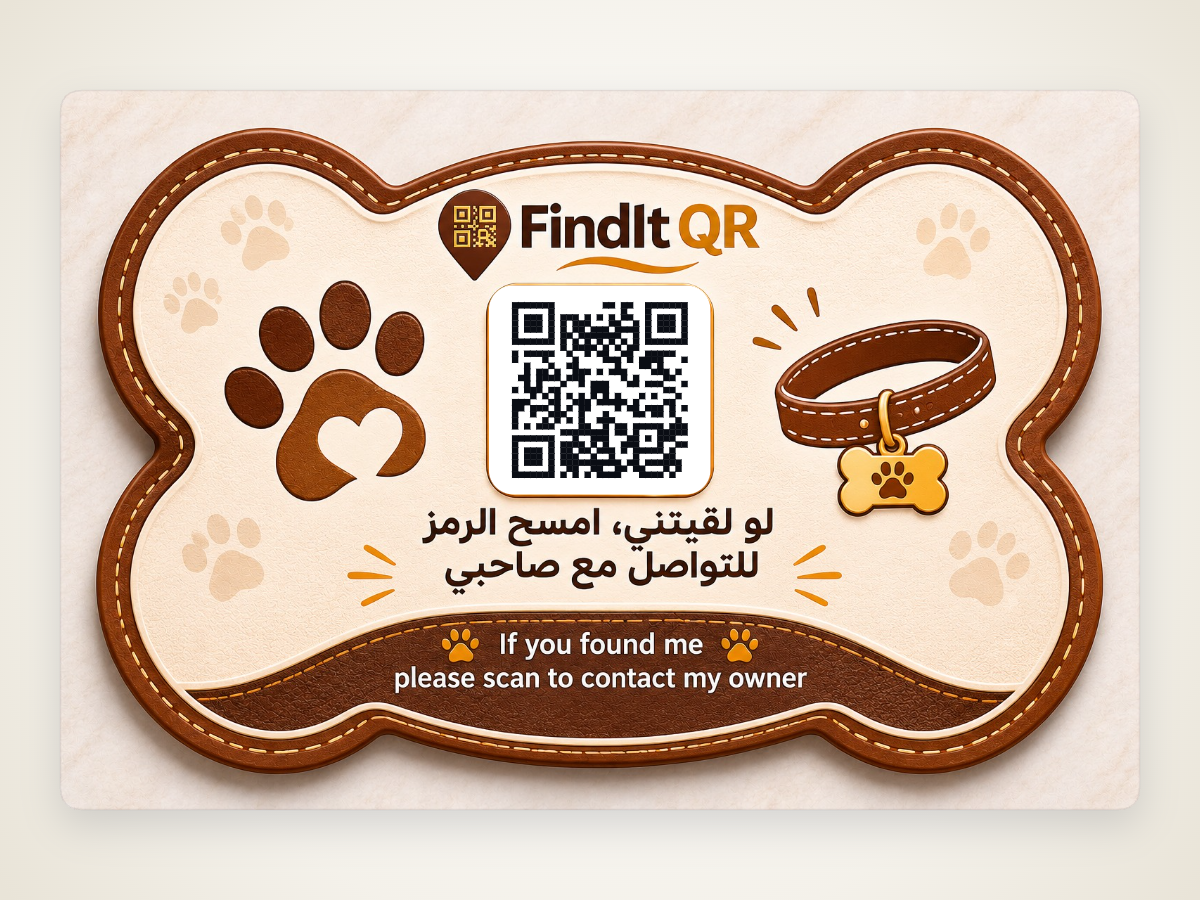 FindIt QR
لو لقيتني، امسح الرمز
للتواصل مع صاحبي
If you found me
please scan to contact my owner